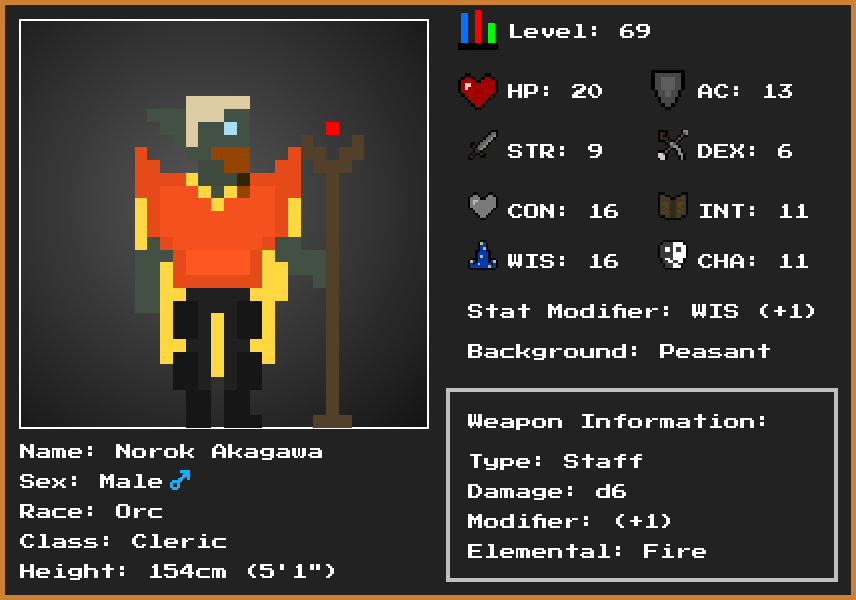 Level: 69
HP: 20
AC: 13
STR: 9
DEX: 6
CON: 16
INT: 11
WIS: 16
CHA: 11
Stat Modifier: WIS (+1)
Background: Peasant
Weapon Information:
Type: Staff
Damage: d6
Modifier: (+1)
Elemental: Fire
Name: Norok Akagawa
Sex: Male ♂
Race: Orc
Class: Cleric
Height: 154cm (5'1")